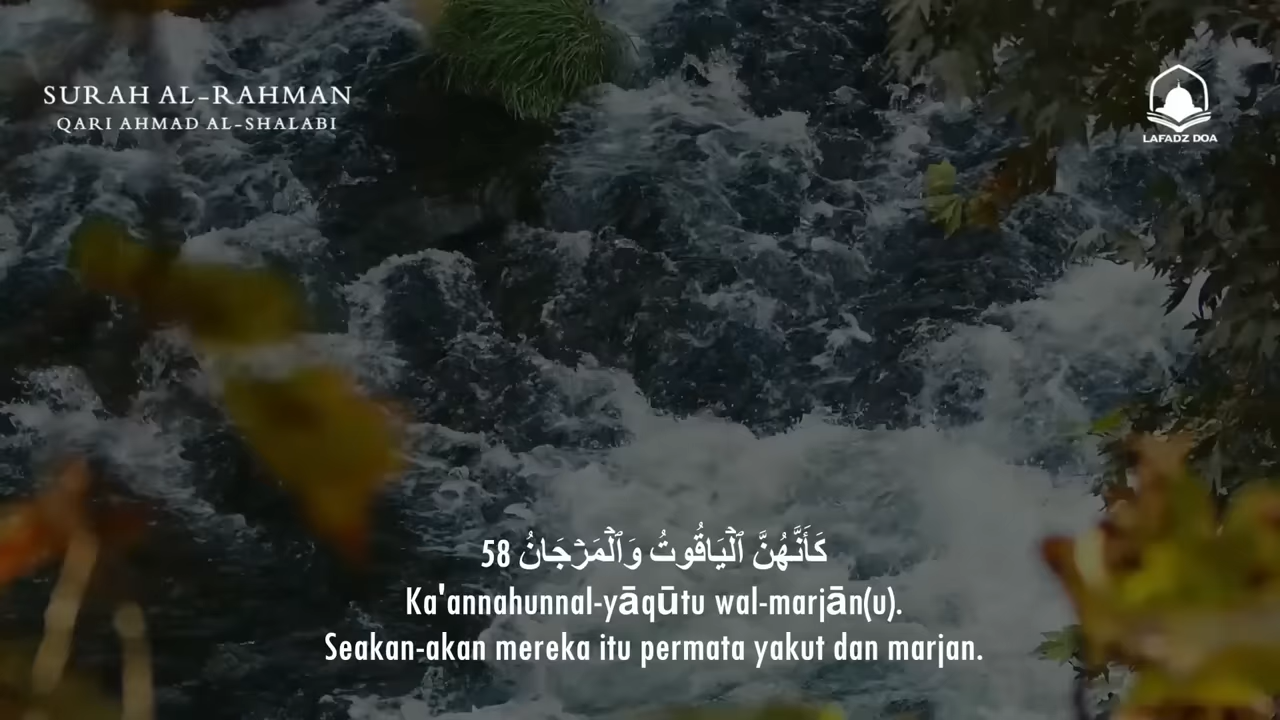 SURAH AL-RAHMAN
QARI AHMAD AL-SHALABI
LAFADZ DOA
كَأَنَّهُنَّ ٱلْيَاقُوتُ وَٱلْمَرْجَانُ 58
Ka'annahunnal-yāqūtu wal-marjān(u).
Seakan-akan mereka itu permata yakut dan marjan.